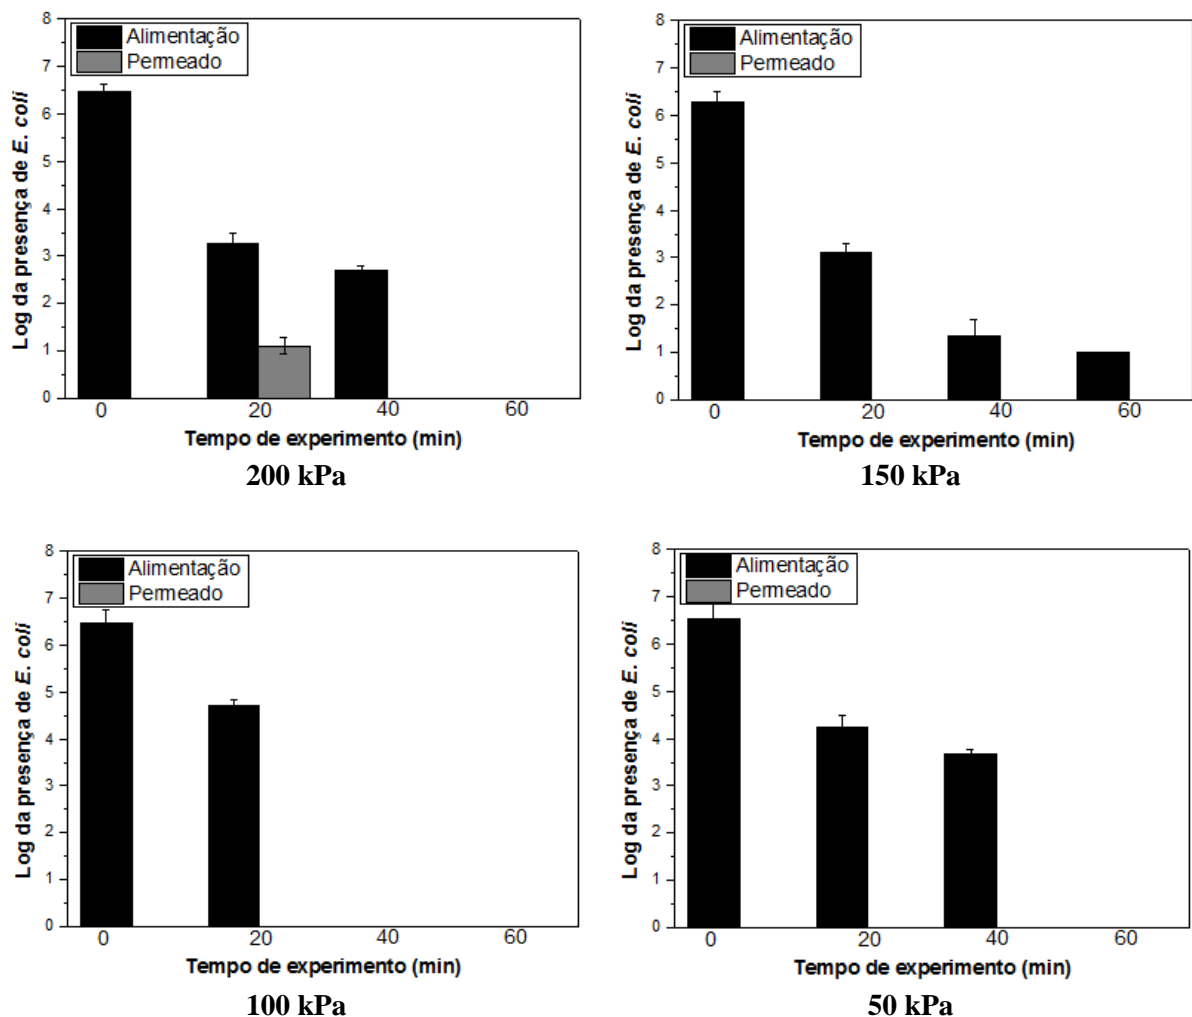 8
7
6
5
4
3
2
1
0
Log da presença de E. coli
Alimentação
Permeado
0 20 40 60
Tempo de experimento (min)
200 kPa
8
7
6
5
4
3
2
1
0
Log da presença de E. coli
Alimentação
Permeado
0 20 40 60
Tempo de experimento (min)
150 kPa
8
7
6
5
4
3
2
1
0
Log da presença de E. coli
Alimentação
Permeado
0 20 40 60
Tempo de experimento (min)
100 kPa
8
7
6
5
4
3
2
1
0
Log da presença de E. coli
Alimentação
Permeado
0 20 40 60
Tempo de experimento (min)
50 kPa